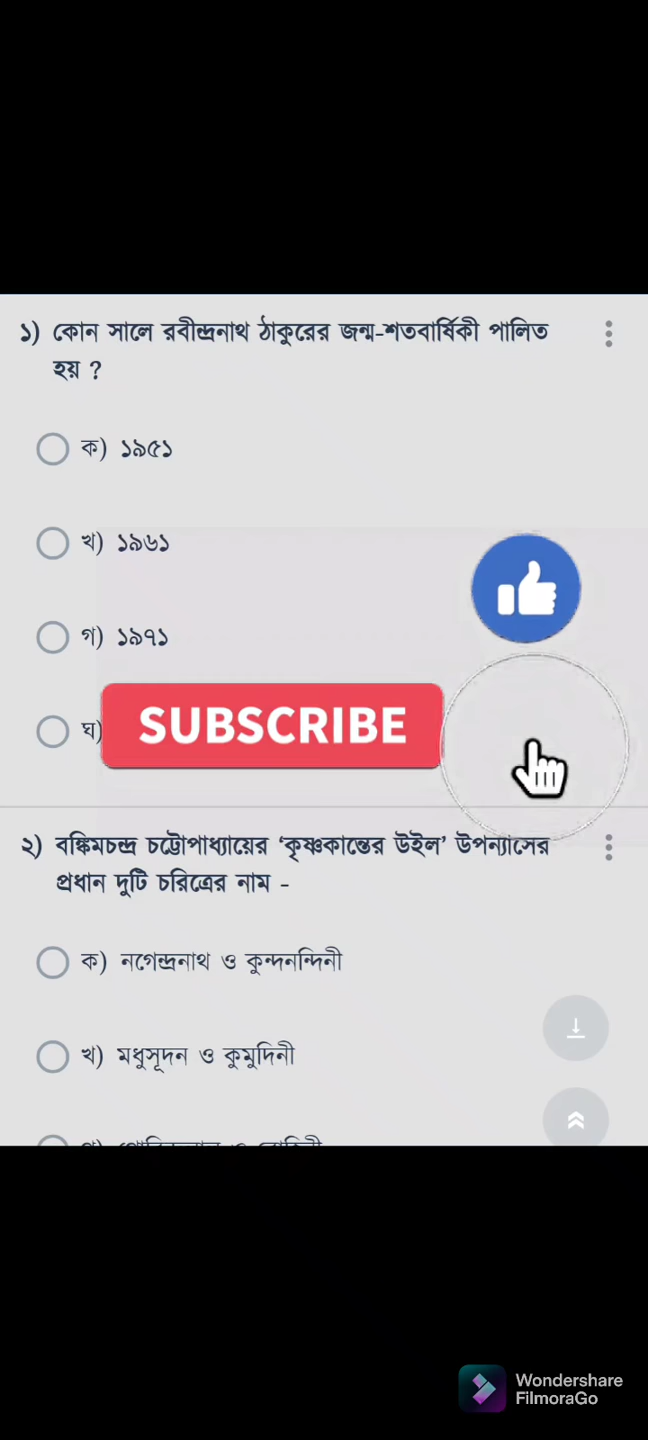 ১) কোন সালে রবীন্দ্রনাথ ঠাকুরের জন্ম-শতবার্ষিকী পালিত
হয় ?
ক) ১৯৫১
খ) ১৯৬১
গ) ১৯৭১
ঘ)
SUBSCRIBE
২) বঙ্কিমচন্দ্র চট্টোপাধ্যায়ের ‘কৃষ্ণকান্তের উইল’ উপন্যাসের
প্রধান দুটি চরিত্রের নাম -
ক) নগেন্দ্রনাথ ও কুন্দনন্দিনী
খ) মধুসূদন ও কুমুদিনী
Wondershare
FilmoraGo